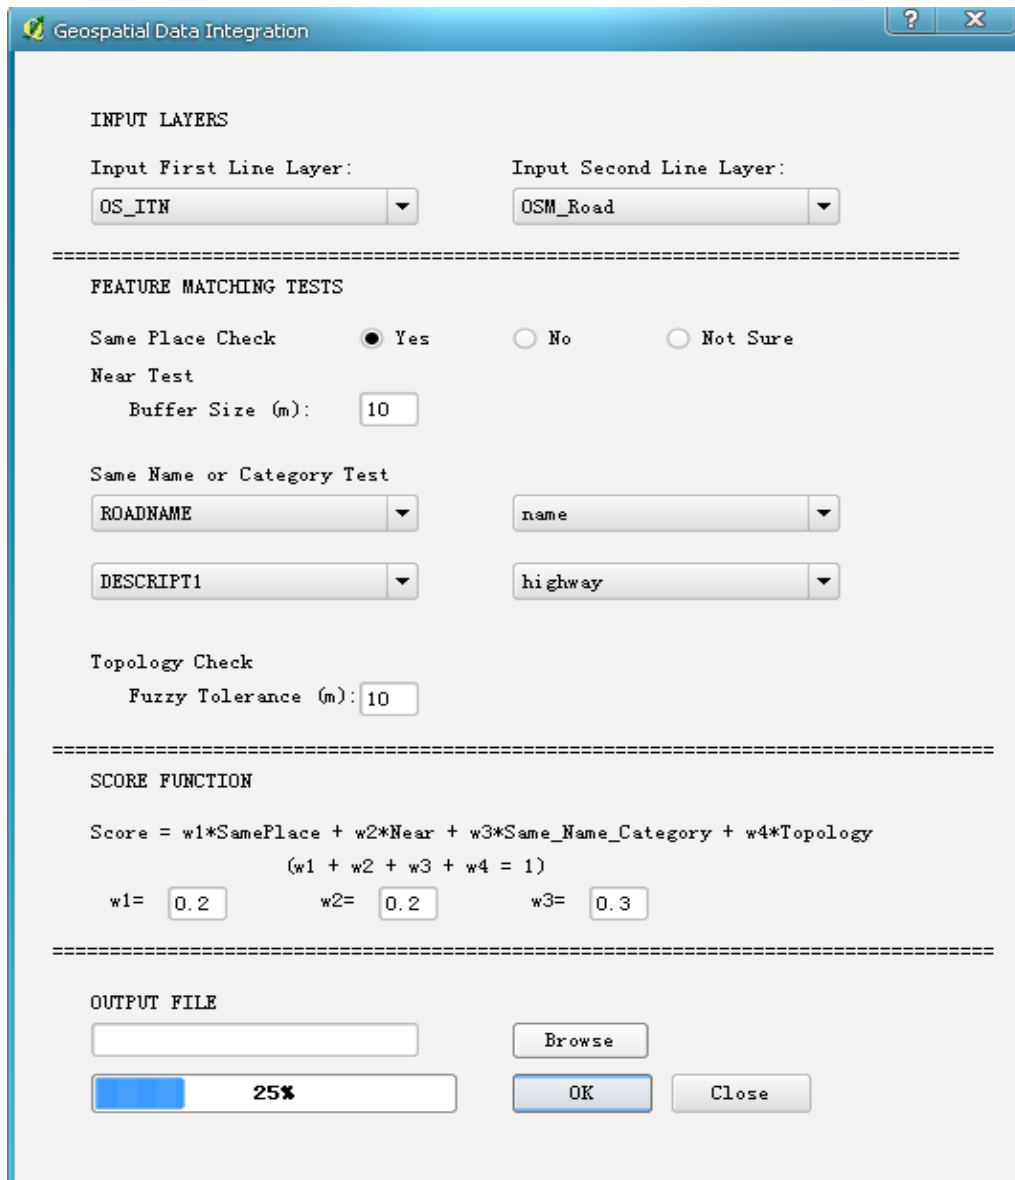 Geospatial Data Integration
? X
INPUT LAYERS
Input First Line Layer: Input Second Line Layer:
OS_ITN OSM_Road
===============================================================================
FEATURE MATCHING TESTS
Same Place Check Yes No Not Sure
Near Test
Buffer Size (m): 10
Same Name or Category Test
ROADNAME name
DESCRIPT1 highway
Topology Check
Fuzzy Tolerance (m): 10
==================================================================================
SCORE FUNCTION
Score = w1*SamePlace + w2*Near + w3*Same_Name_Category + w4*Topology
(w1 + w2 + w3 + w4 = 1)
w1= 0.2 w2= 0.2 w3= 0.3
==================================================================================
OUTPUT FILE
Browse
25% OK Close